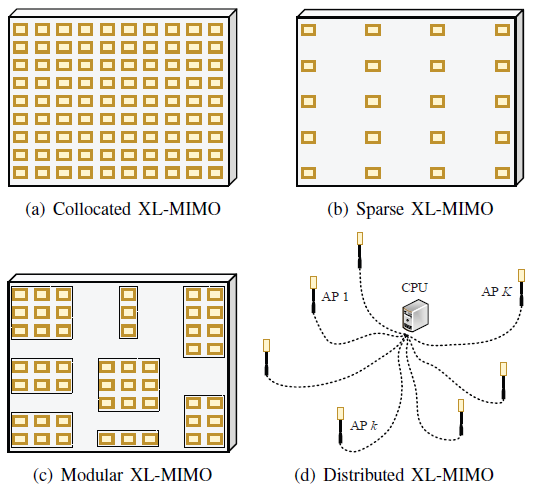 (a) Collocated XL-MIMO
(b) Sparse XL-MIMO
AP 1
CPU
AP K
AP k
(c) Modular XL-MIMO
(d) Distributed XL-MIMO